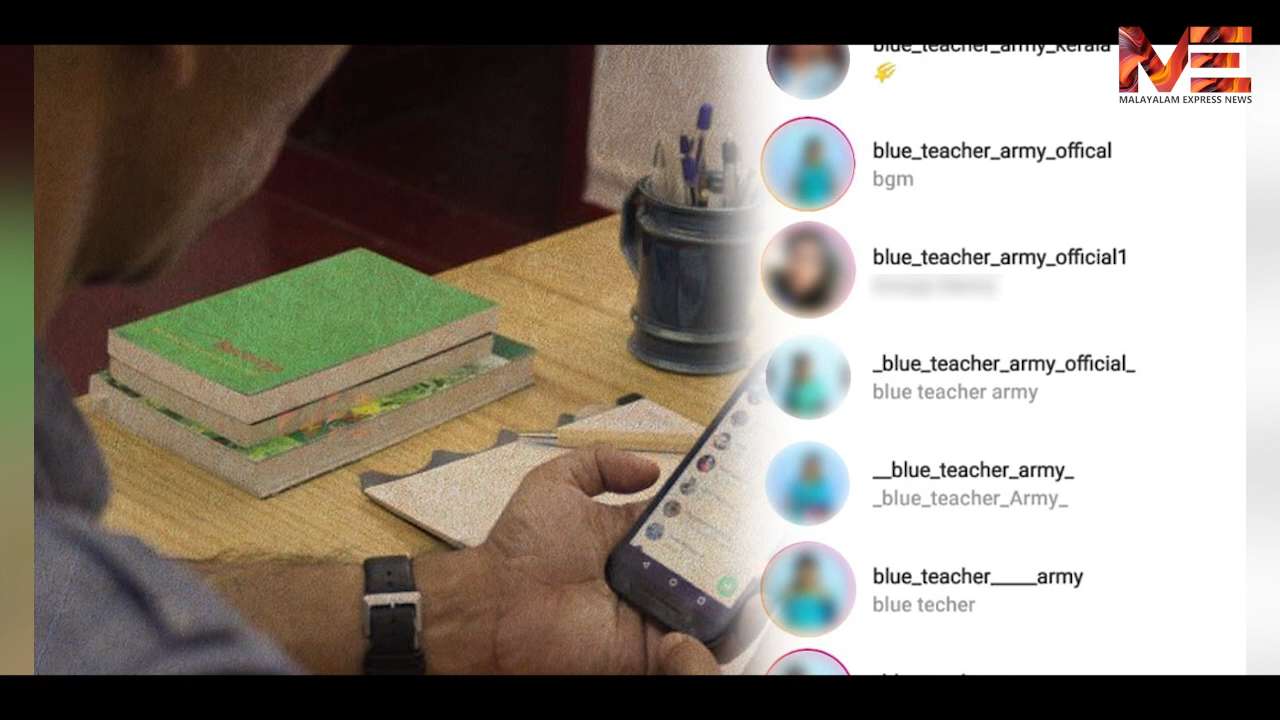 blue_teacher_army_kerala
MALAYALAM EXPRESS NEWS
blue_teacher_army_offical
bgm
blue_teacher_army_official1
_blue_teacher_army_official_
blue teacher army
__blue_teacher_army_
_blue_teacher_Army_
blue_teacher_____army
blue techer